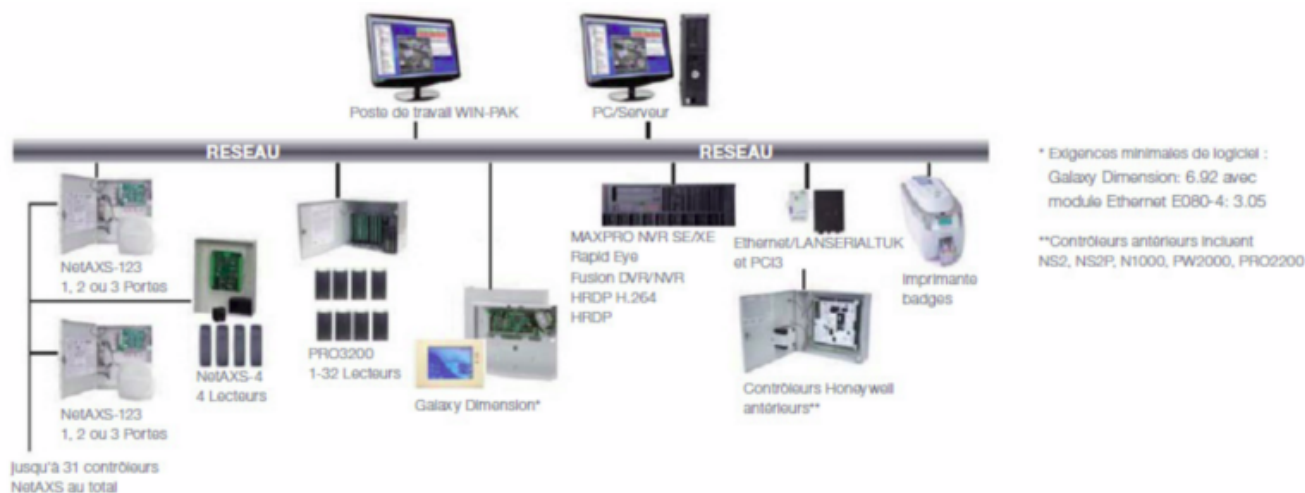 Poste de travail WIN-PAK
PC/Serveur
RESEAU
RESEAU
NetAXS-123
1, 2 ou 3 Portes
NetAXS-4
4 Lecteurs
NetAXS-123
1, 2 ou 3 Portes
jusqu'à 31 contrôleurs
NetAXS au total
PRO3200
1-32 Lecteurs
Galaxy Dimension*
MAXPRO NVR SE/XE
Rapid Eye
Fusion DVR/NVR
HRDP H.264
HRDP
Ethernet/LANSERIALTUK
et PCI3
Contrôleurs Honeywell
antérieurs**
Imprimante
badges
* Exigences minimales de logiciel :
Galaxy Dimension: 6.92 avec
module Ethernet E080-4: 3.05
**Contrôleurs antérieurs incluent
NS2, NS2P, N1000, PW2000, PRO2200